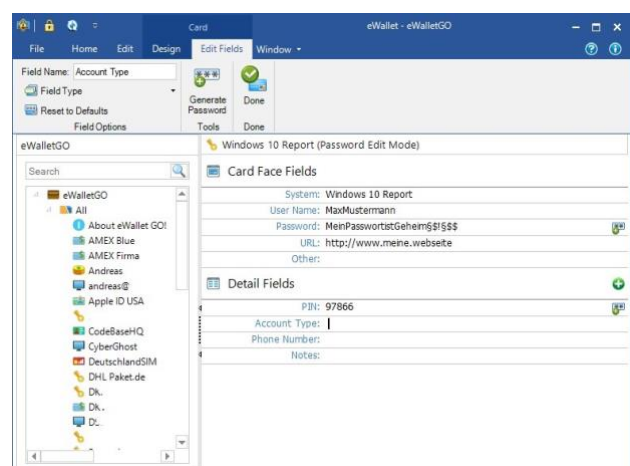 Card
eWallet - eWalletGO
File Home Edit Design Edit Fields Window
Field Name: Account Type
Field Type
Reset to Defaults
Field Options
Generate Password
Tools
Done
Done
eWalletGO
Windows 10 Report (Password Edit Mode)
Search
eWalletGO
All
About eWallet GO!
AMEX Blue
AMEX Firma
Andreas
andreas@
Apple ID USA
CodeBaseHQ
CyberGhost
DeutschlandSIM
DHL Paket.de
Dk.
Dk.
Card Face Fields
System: Windows 10 Report
User Name: MaxMustermann
Password: MeinPasswortistGeheim§$!§$$
URL: http://www.meine.webseite
Other:
Detail Fields
PIN: 97866
Account Type:
Phone Number:
Notes: